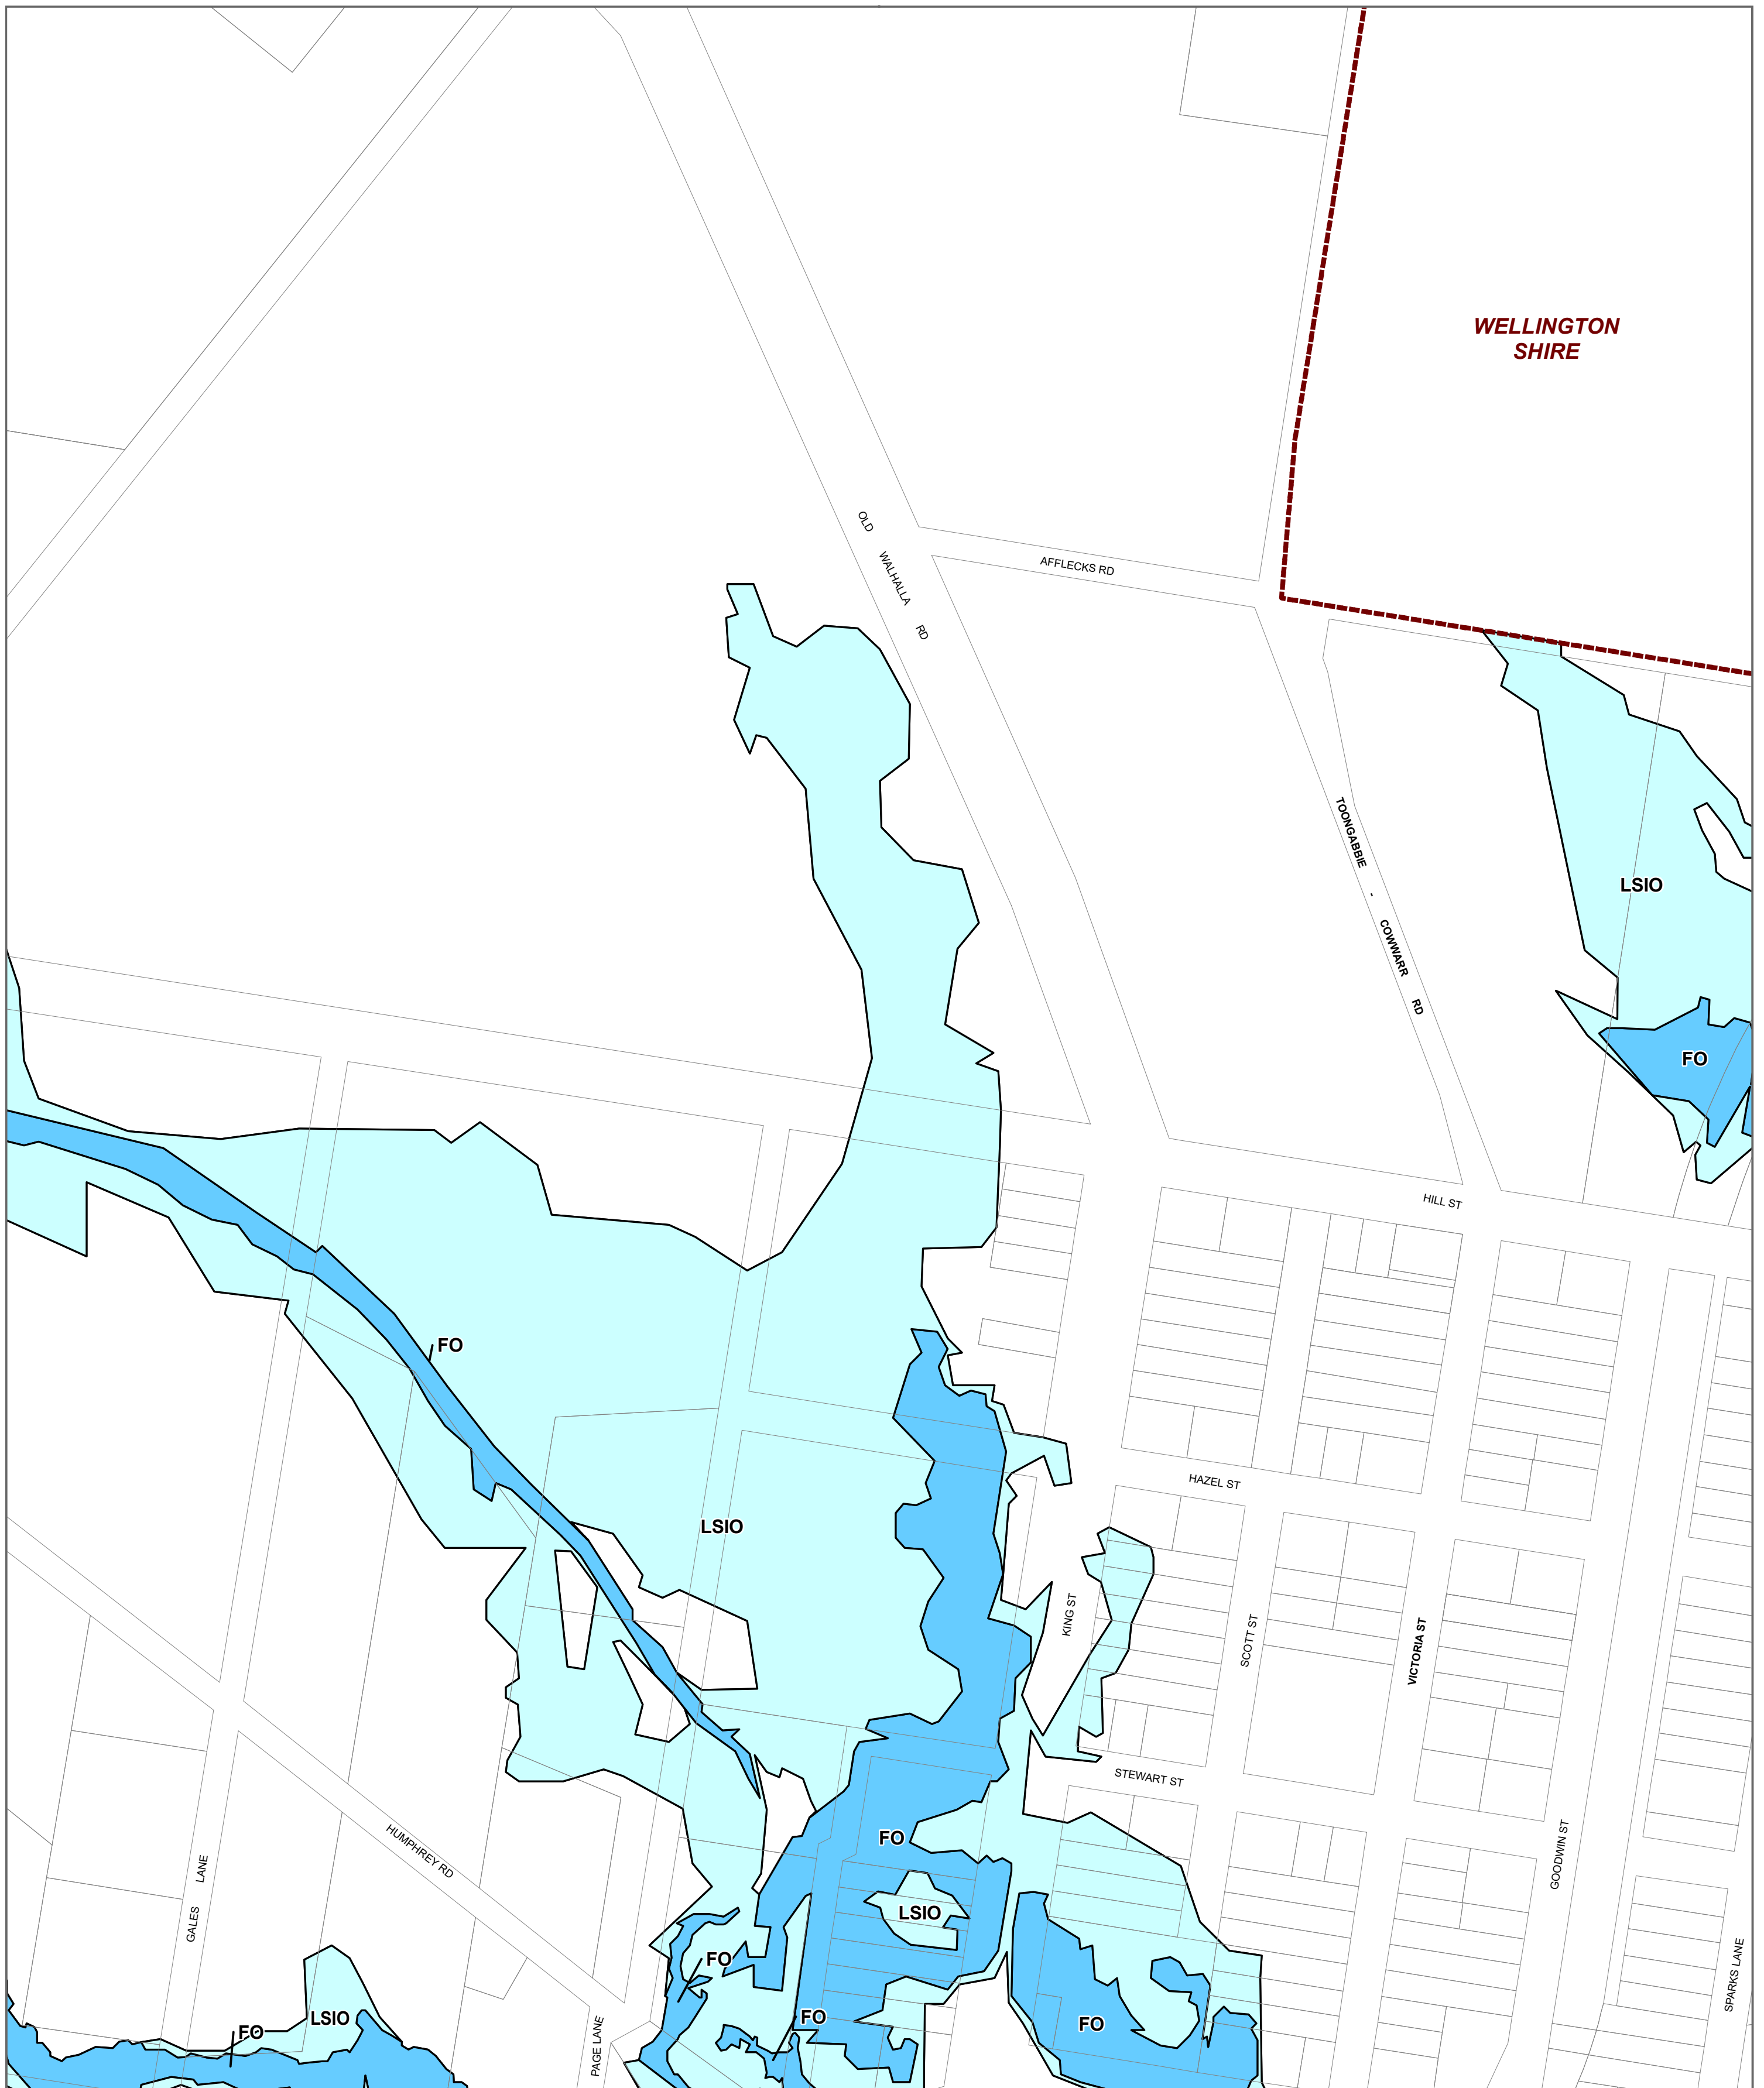 WELLINGTON
SHIRE
OLD WALHALLA RD
AFFLECKS RD
TOONGABBIE - COWWARR RD
LSIO
FO
HILL ST
FO
HAZEL ST
LSIO
KING ST
SCOTT ST
VICTORIA ST
STEWART ST
FO
HUMPHREY RD
GOODWIN ST
GALES LANE
LSIO
FO
SPARKS LANE
LSIO
FO
FO
FO
PAGE LANE